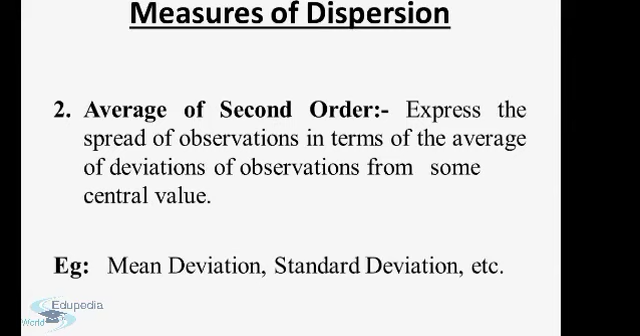 Measures of Dispersion
2. Average of Second Order:- Express the
spread of observations in terms of the average
of deviations of observations from some
central value.
Eg: Mean Deviation, Standard Deviation, etc.
Edupedia
World